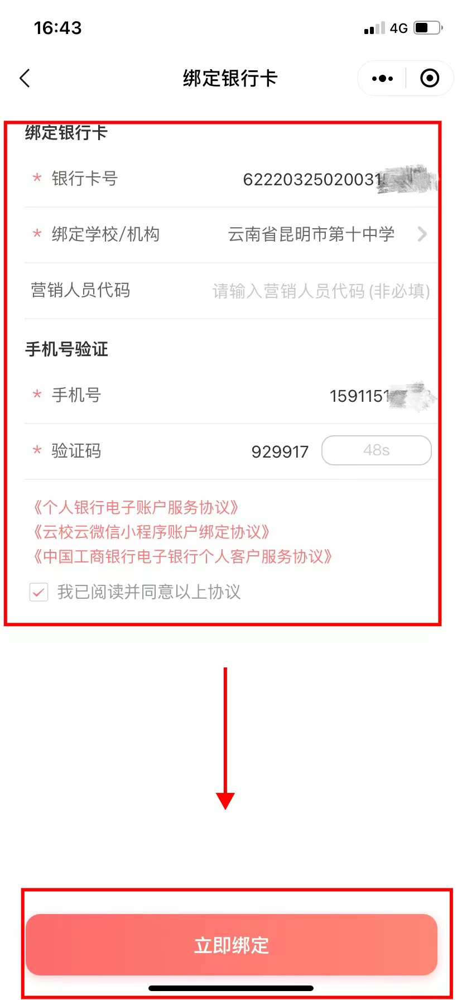 16:43
4G
绑定银行卡
绑定银行卡
* 银行卡号 62220325020031
* 绑定学校/机构 云南省昆明市第十中学
营销人员代码 请输入营销人员代码(非必填)
手机号验证
* 手机号 1591151
* 验证码 929917 48s
《个人银行电子账户服务协议》
《云校云微信小程序账户绑定协议》
《中国工商银行电子银行个人客户服务协议》
我已阅读并同意以上协议
立即绑定